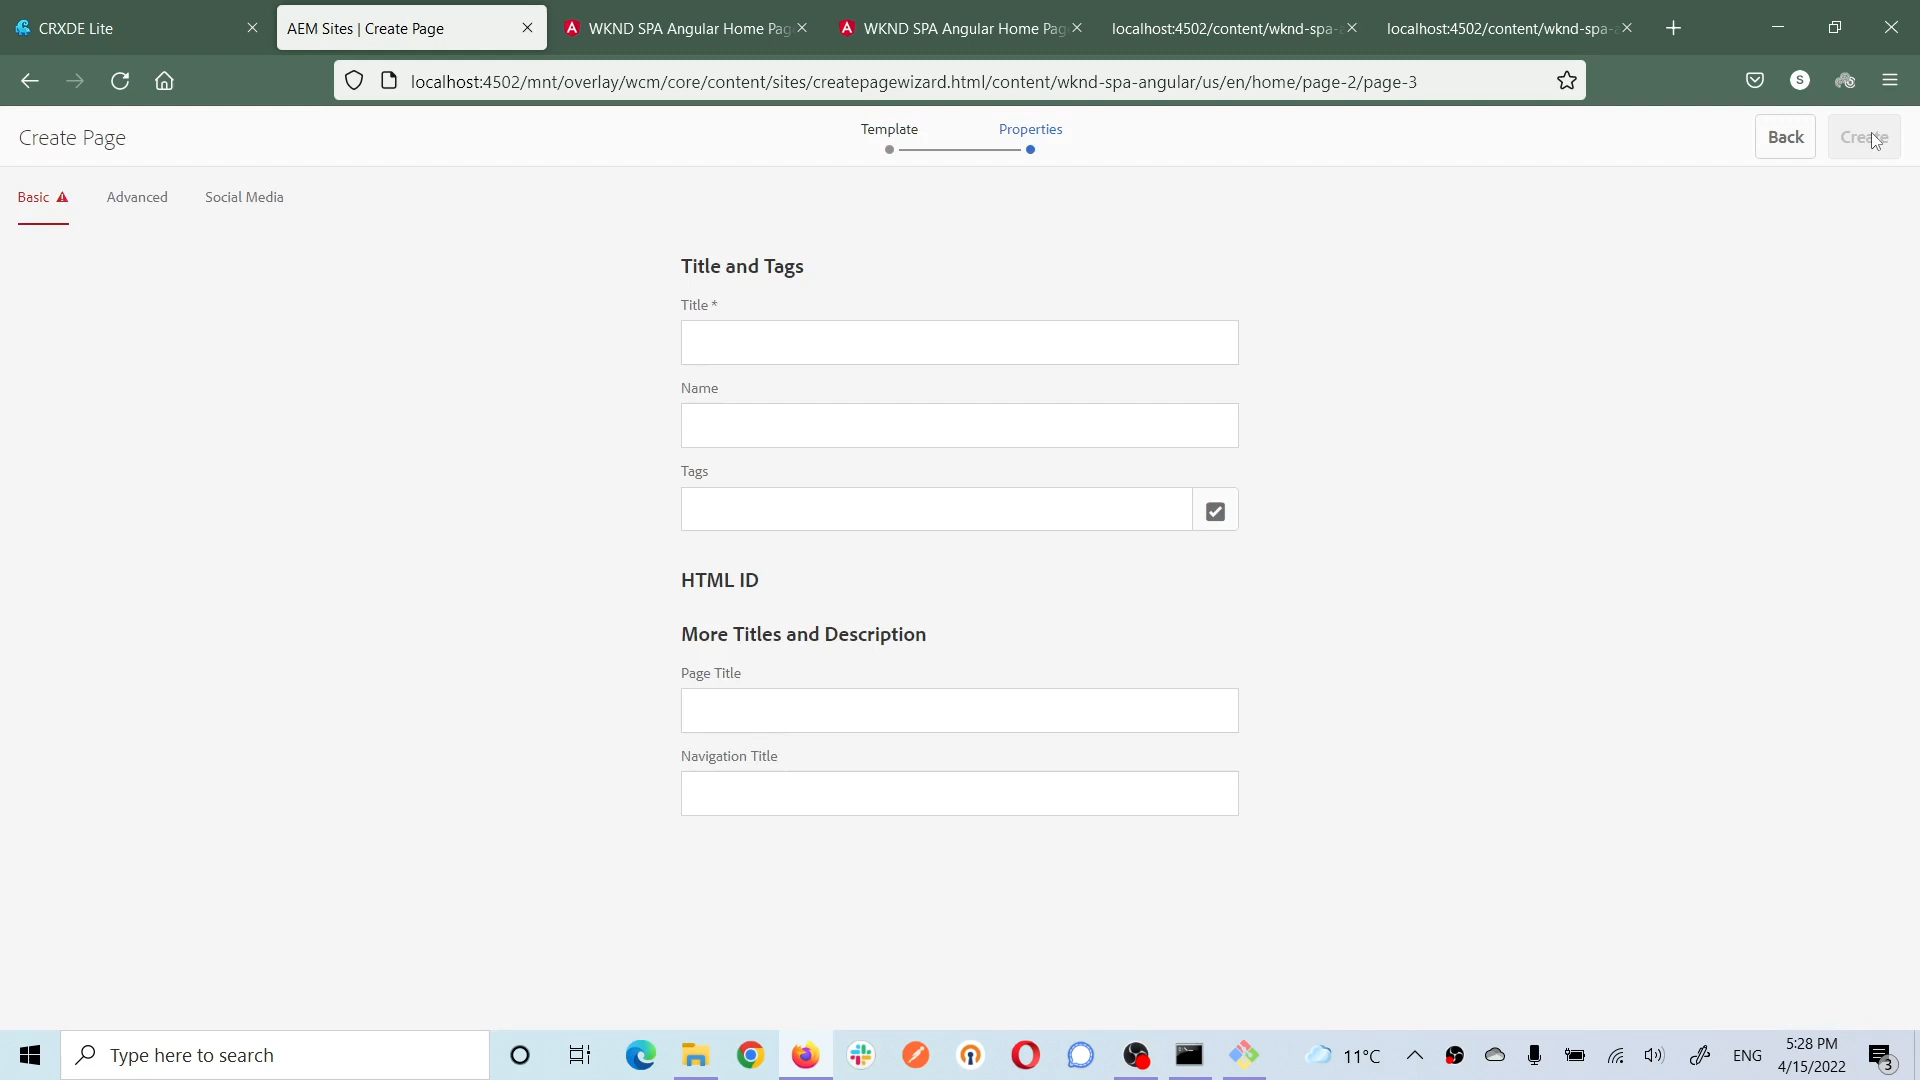 CRXDE Lite
AEM Sites | Create Page
WKND SPA Angular Home Pag
WKND SPA Angular Home Pag
localhost:4502/content/wknd-spa-
localhost:4502/content/wknd-spa-
localhost:4502/mnt/overlay/wcm/core/content/sites/createpagewizard.html/content/wknd-spa-angular/us/en/home/page-2/page-3
S
Create Page
Template
Properties
Back
Create
Basic
Advanced
Social Media
Title and Tags
Title *
Name
Tags
HTML ID
More Titles and Description
Page Title
Navigation Title
Type here to search
11°C
ENG
5:28 PM
4/15/2022
3